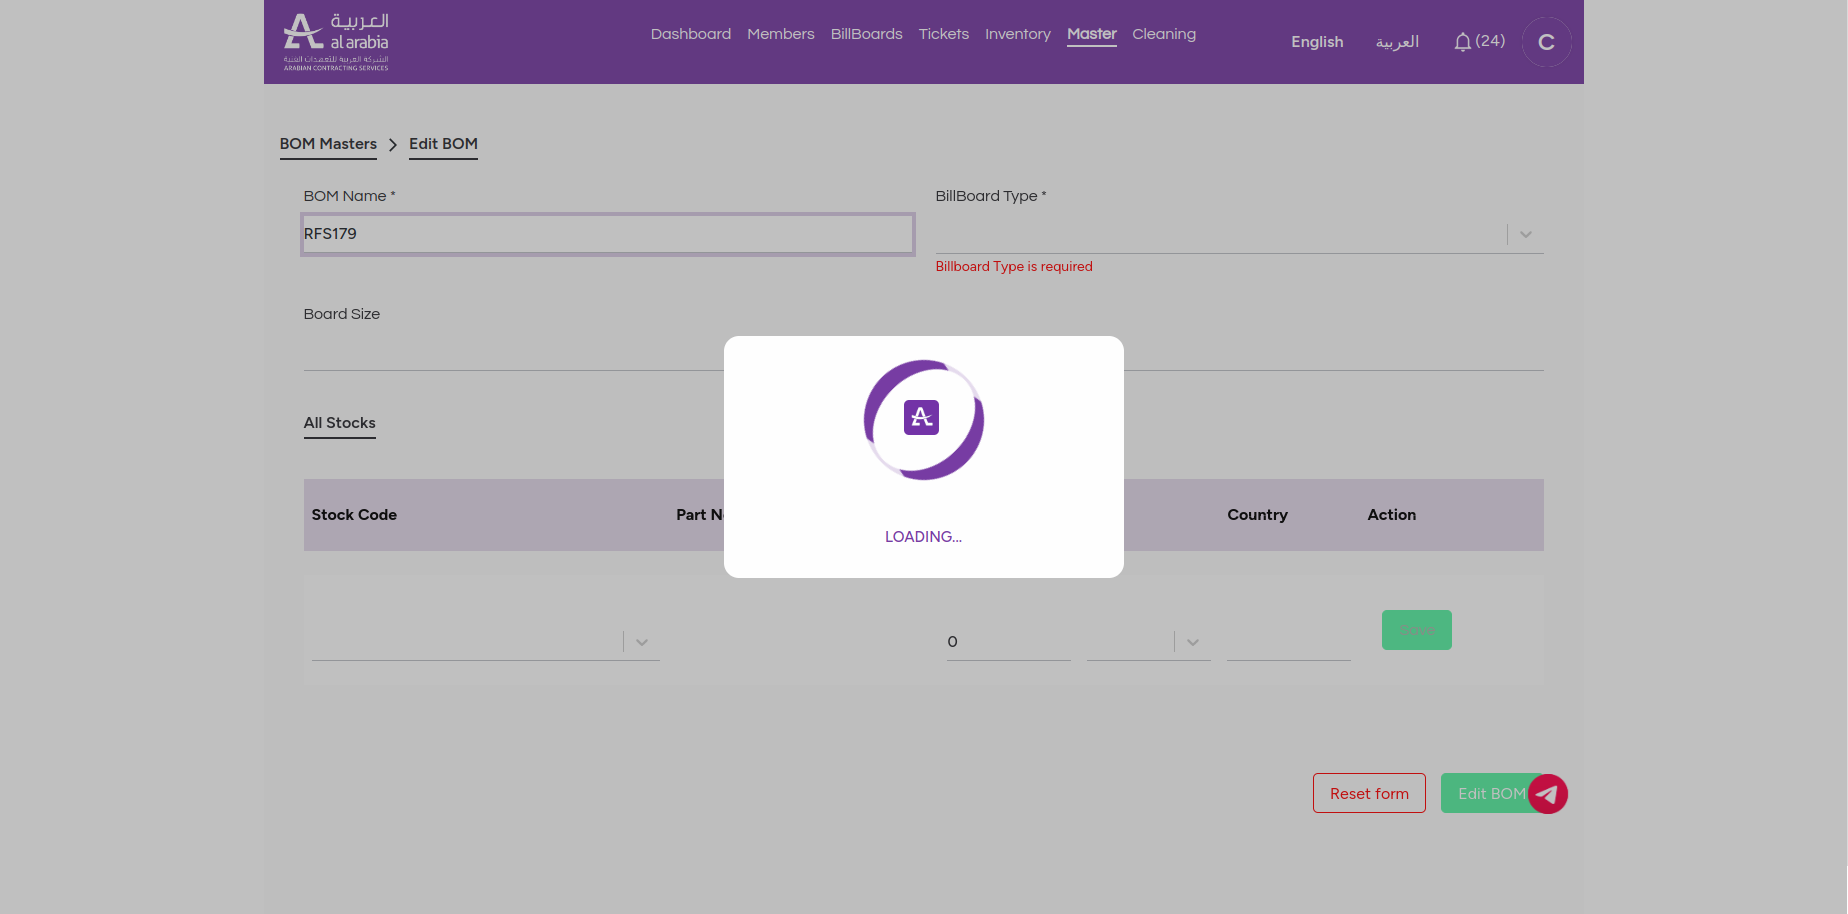 العربية
al arabia
الشركة العربية للتعهدات الفنية
ARABIAN CONTRACTING SERVICES
Dashboard Members BillBoards Tickets Inventory Master Cleaning
English العربية (24) C
BOM Masters Edit BOM
BOM Name * BillBoard Type *
RFS179
Billboard Type is required
Board Size
All Stocks
LOADING...
Stock Code Part N Country Action
0 Save
Reset form Edit BOM